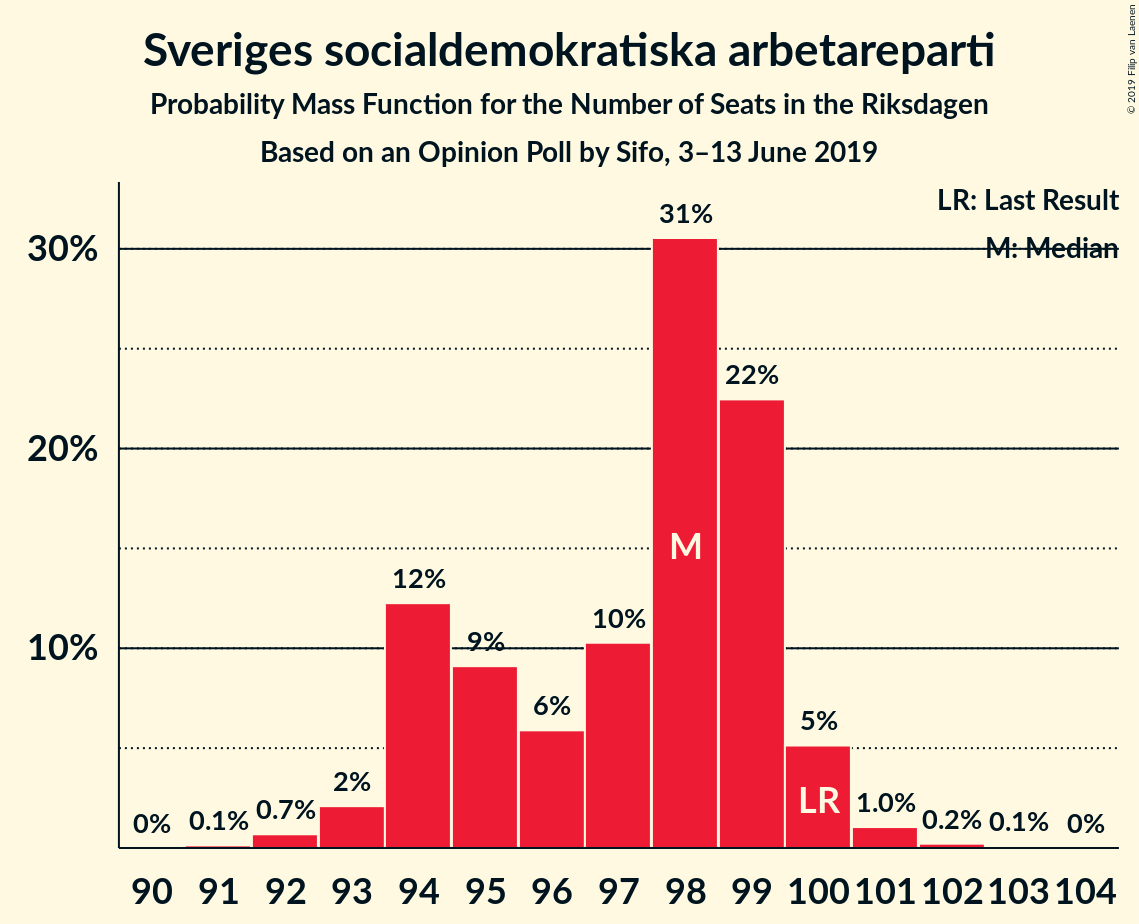 Sveriges socialdemokratiska arbetareparti
Probability Mass Function for the Number of Seats in the Riksdagen
Based on an Opinion Poll by Sifo, 3–13 June 2019
© 2019 Filip van Laenen
LR: Last Result
M: Median
30%
20%
10%
0%
0.1%
0.7%
2%
12%
9%
6%
10%
31%
22%
5%
1.0%
0.2%
0.1%
0%
M
LR
90 91 92 93 94 95 96 97 98 99 100 101 102 103 104